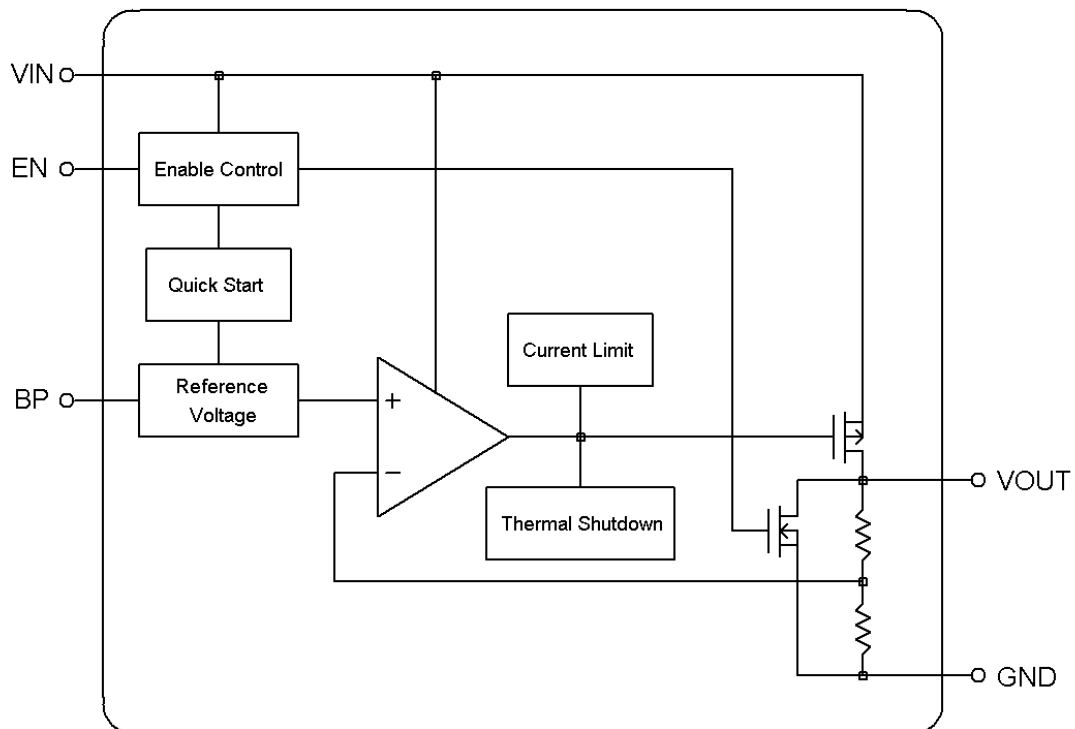 VIN
EN
Enable Control
Quick Start
Current Limit
BP
Reference
Voltage
+
−
VOUT
Thermal Shutdown
GND